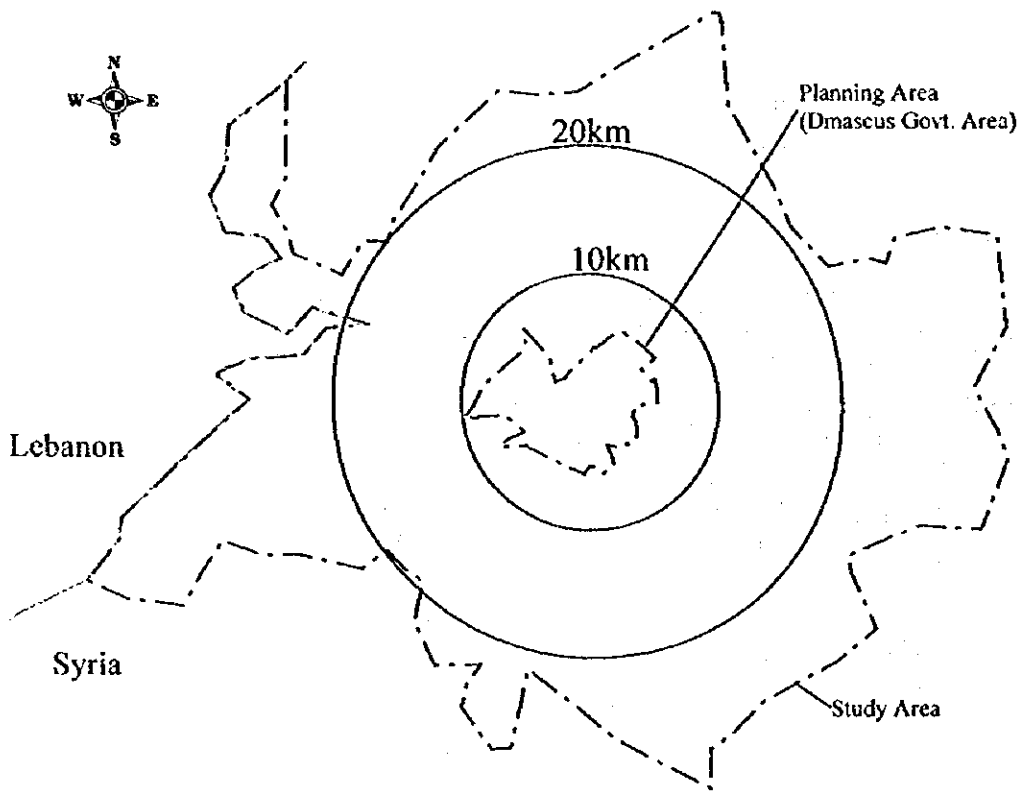 N
W E
S
Planning Area
(Dmascus Govt. Area)
20km
10km
Lebanon
Syria
Study Area